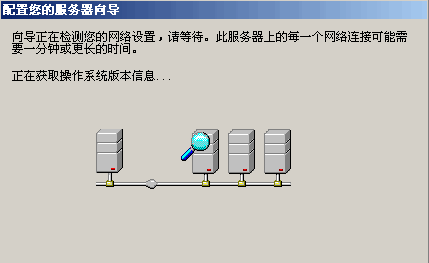 配置您的服务器向导
向导正在检测您的网络设置，请等待。此服务器上的每一个网络连接可能需
要一分钟或更长的时间。
正在获取操作系统版本信息...